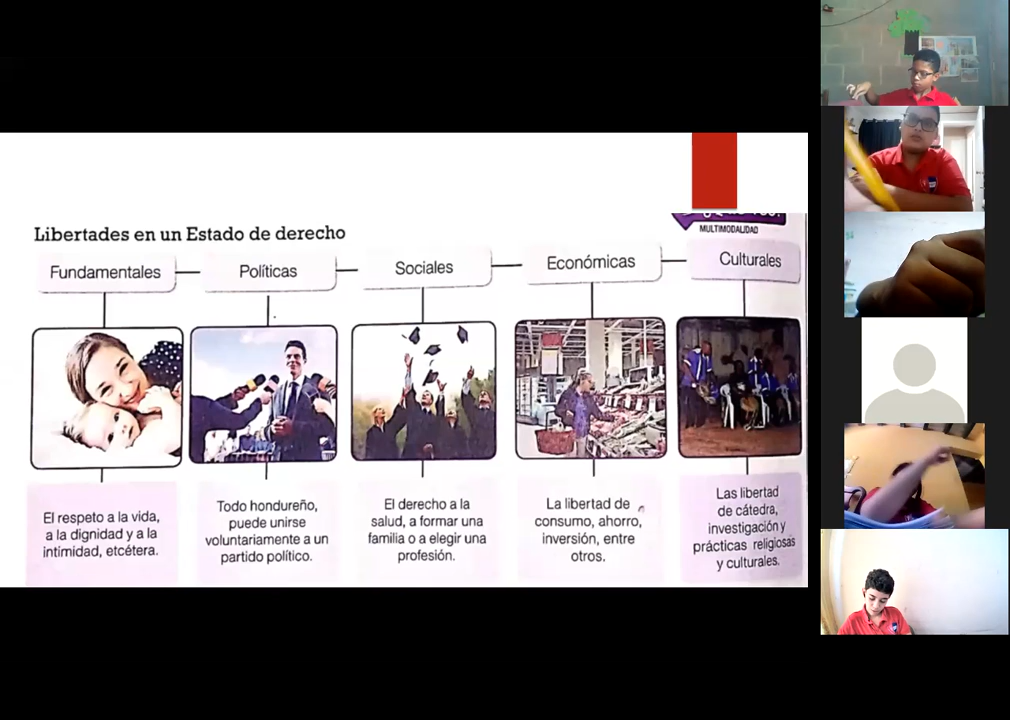 MULTIMODALIDAD
Libertades en un Estado de derecho
Fundamentales
Políticas
Sociales
Económicas
Culturales
El respeto a la vida,
a la dignidad y a la
intimidad, etcétera.
Todo hondureño,
puede unirse
voluntariamente a un
partido político.
El derecho a la
salud, a formar una
familia o a elegir una
profesión.
La libertad de
consumo, ahorro,
inversión, entre
otros.
Las libertad
de cátedra,
investigación y
prácticas religiosas
y culturales.